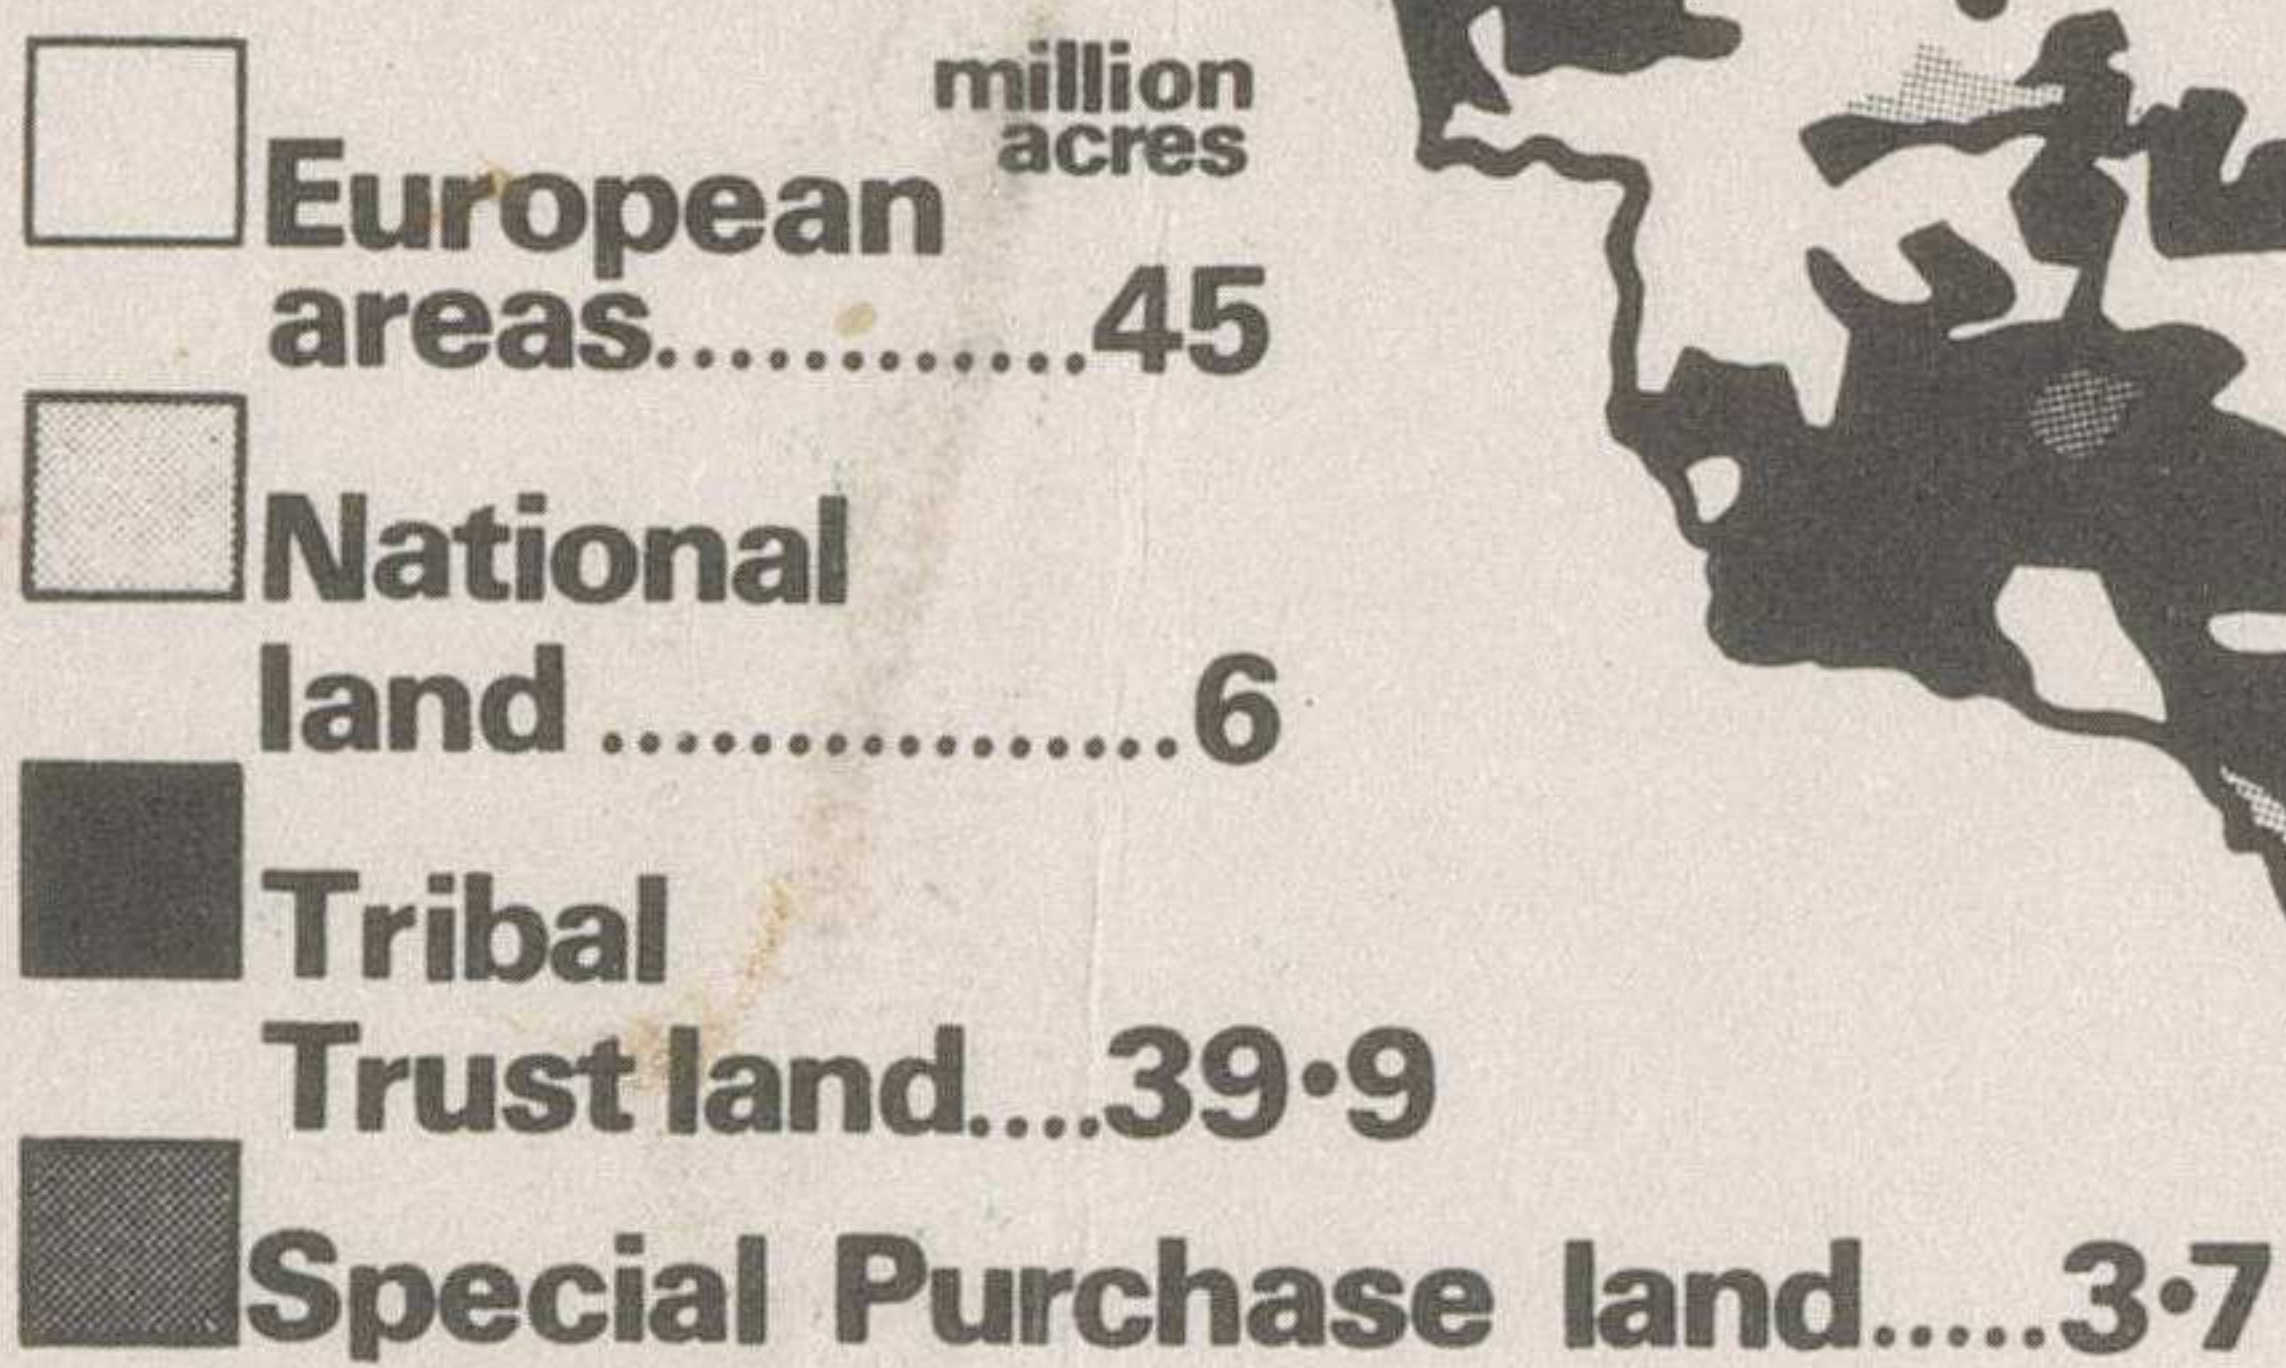 million
acres
European
areas............45
National
land ................6
Tribal
Trust land....39·9
Special Purchase land.....3·7